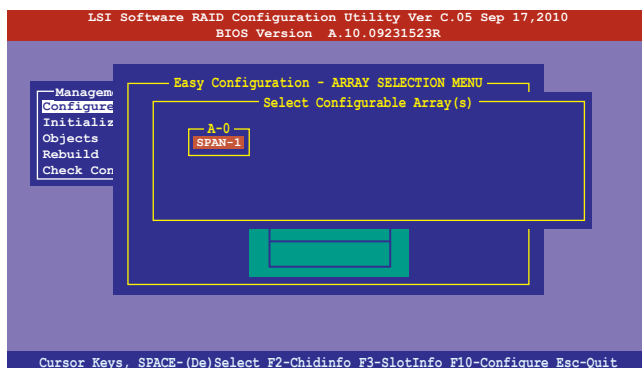 LSI Software RAID Configuration Utility Ver C.05 Sep 17,2010
BIOS Version A.10.09231523R
Easy Configuration - ARRAY SELECTION MENU
Select Configurable Array(s)
A-0
SPAN-1
Managem
Configure
Initializ
Objects
Rebuild
Check Con
Cursor Keys, SPACE-(De)Select F2-Chidinfo F3-SlotInfo F10-Configure Esc-Quit